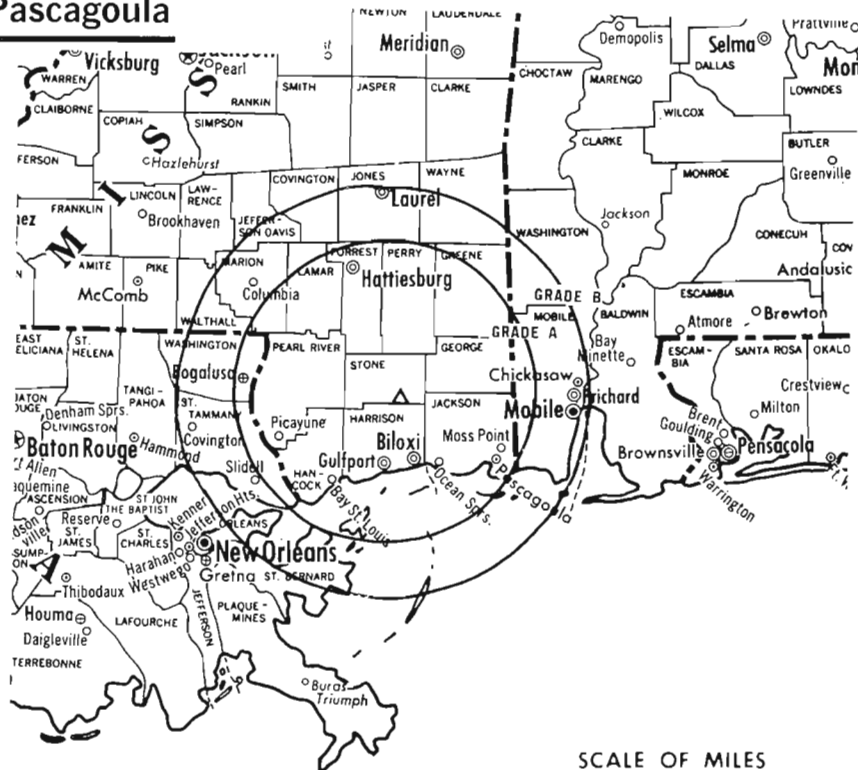 Pascagoula
NEWTON
LAUDERDALE
Meridian
Demopolis
Selma
Prattville
DALLAS
Vicksburg
Jackson
Pearl
WARREN
RANKIN
SMITH
JASPER
CLARKE
CHOCTAW
MARENGO
LOWNDES
CLAIBORNE
COPIAH
SIMPSON
WILCOX
CLARKE
BUTLER
Hazlehurst
Greenville
MISS
COVINGTON
JONES
WAYNE
MONROE
LINCOLN
LAW-
RENCE
Laurel
FRANKLIN
Brookhaven
JEFFER-
SON DAVIS
Jackson
WASHINGTON
CONECUH
AMITE
PIKE
MARION
LAMAR
FORREST
PERRY
GREENE
Hattiesburg
McComb
Columbia
GRADE B
ESCAMBIA
WALTHALL
MOBILE
BALDWIN
Atmore
Brewton
GRADE A
EAST
ELICIANA
ST.
HELENA
WASHINGTON
PEARL RIVER
STONE
GEORGE
Bay
Minette
ESCAM-
BIA
SANTA ROSA
OKALO
Bogalusa
Chickasaw
Prichard
Crestview
TANGI-
PAHOA
ST.
TAMMANY
HARRISON
JACKSON
Mobile
Milton
Denham Sprs.
LIVINGSTON
Covington
Picayune
Moss Point
Biloxi
Gulfport
Brent
Goulding
Brownsville
Pensacola
Warrington
Baton Rouge
Hammond
Slidell
HAN-
COCK
Bay St. Louis
Ocean Sprs.
Pascagoula
ASCENSION
ST JOHN
THE BAPTIST
Reserve
Kenner
Jefferson Hts.
ORLEANS
ST.
JAMES
ST.
CHARLES
Harahan
Westwego
New Orleans
Gretna
ST. BERNARD
Thibodaux
JEFFERSON
PLAQUE-
MINES
Houma
LAFOURCHE
Daigleville
TERREBONNE
Buras
Triumph
SCALE OF MILES